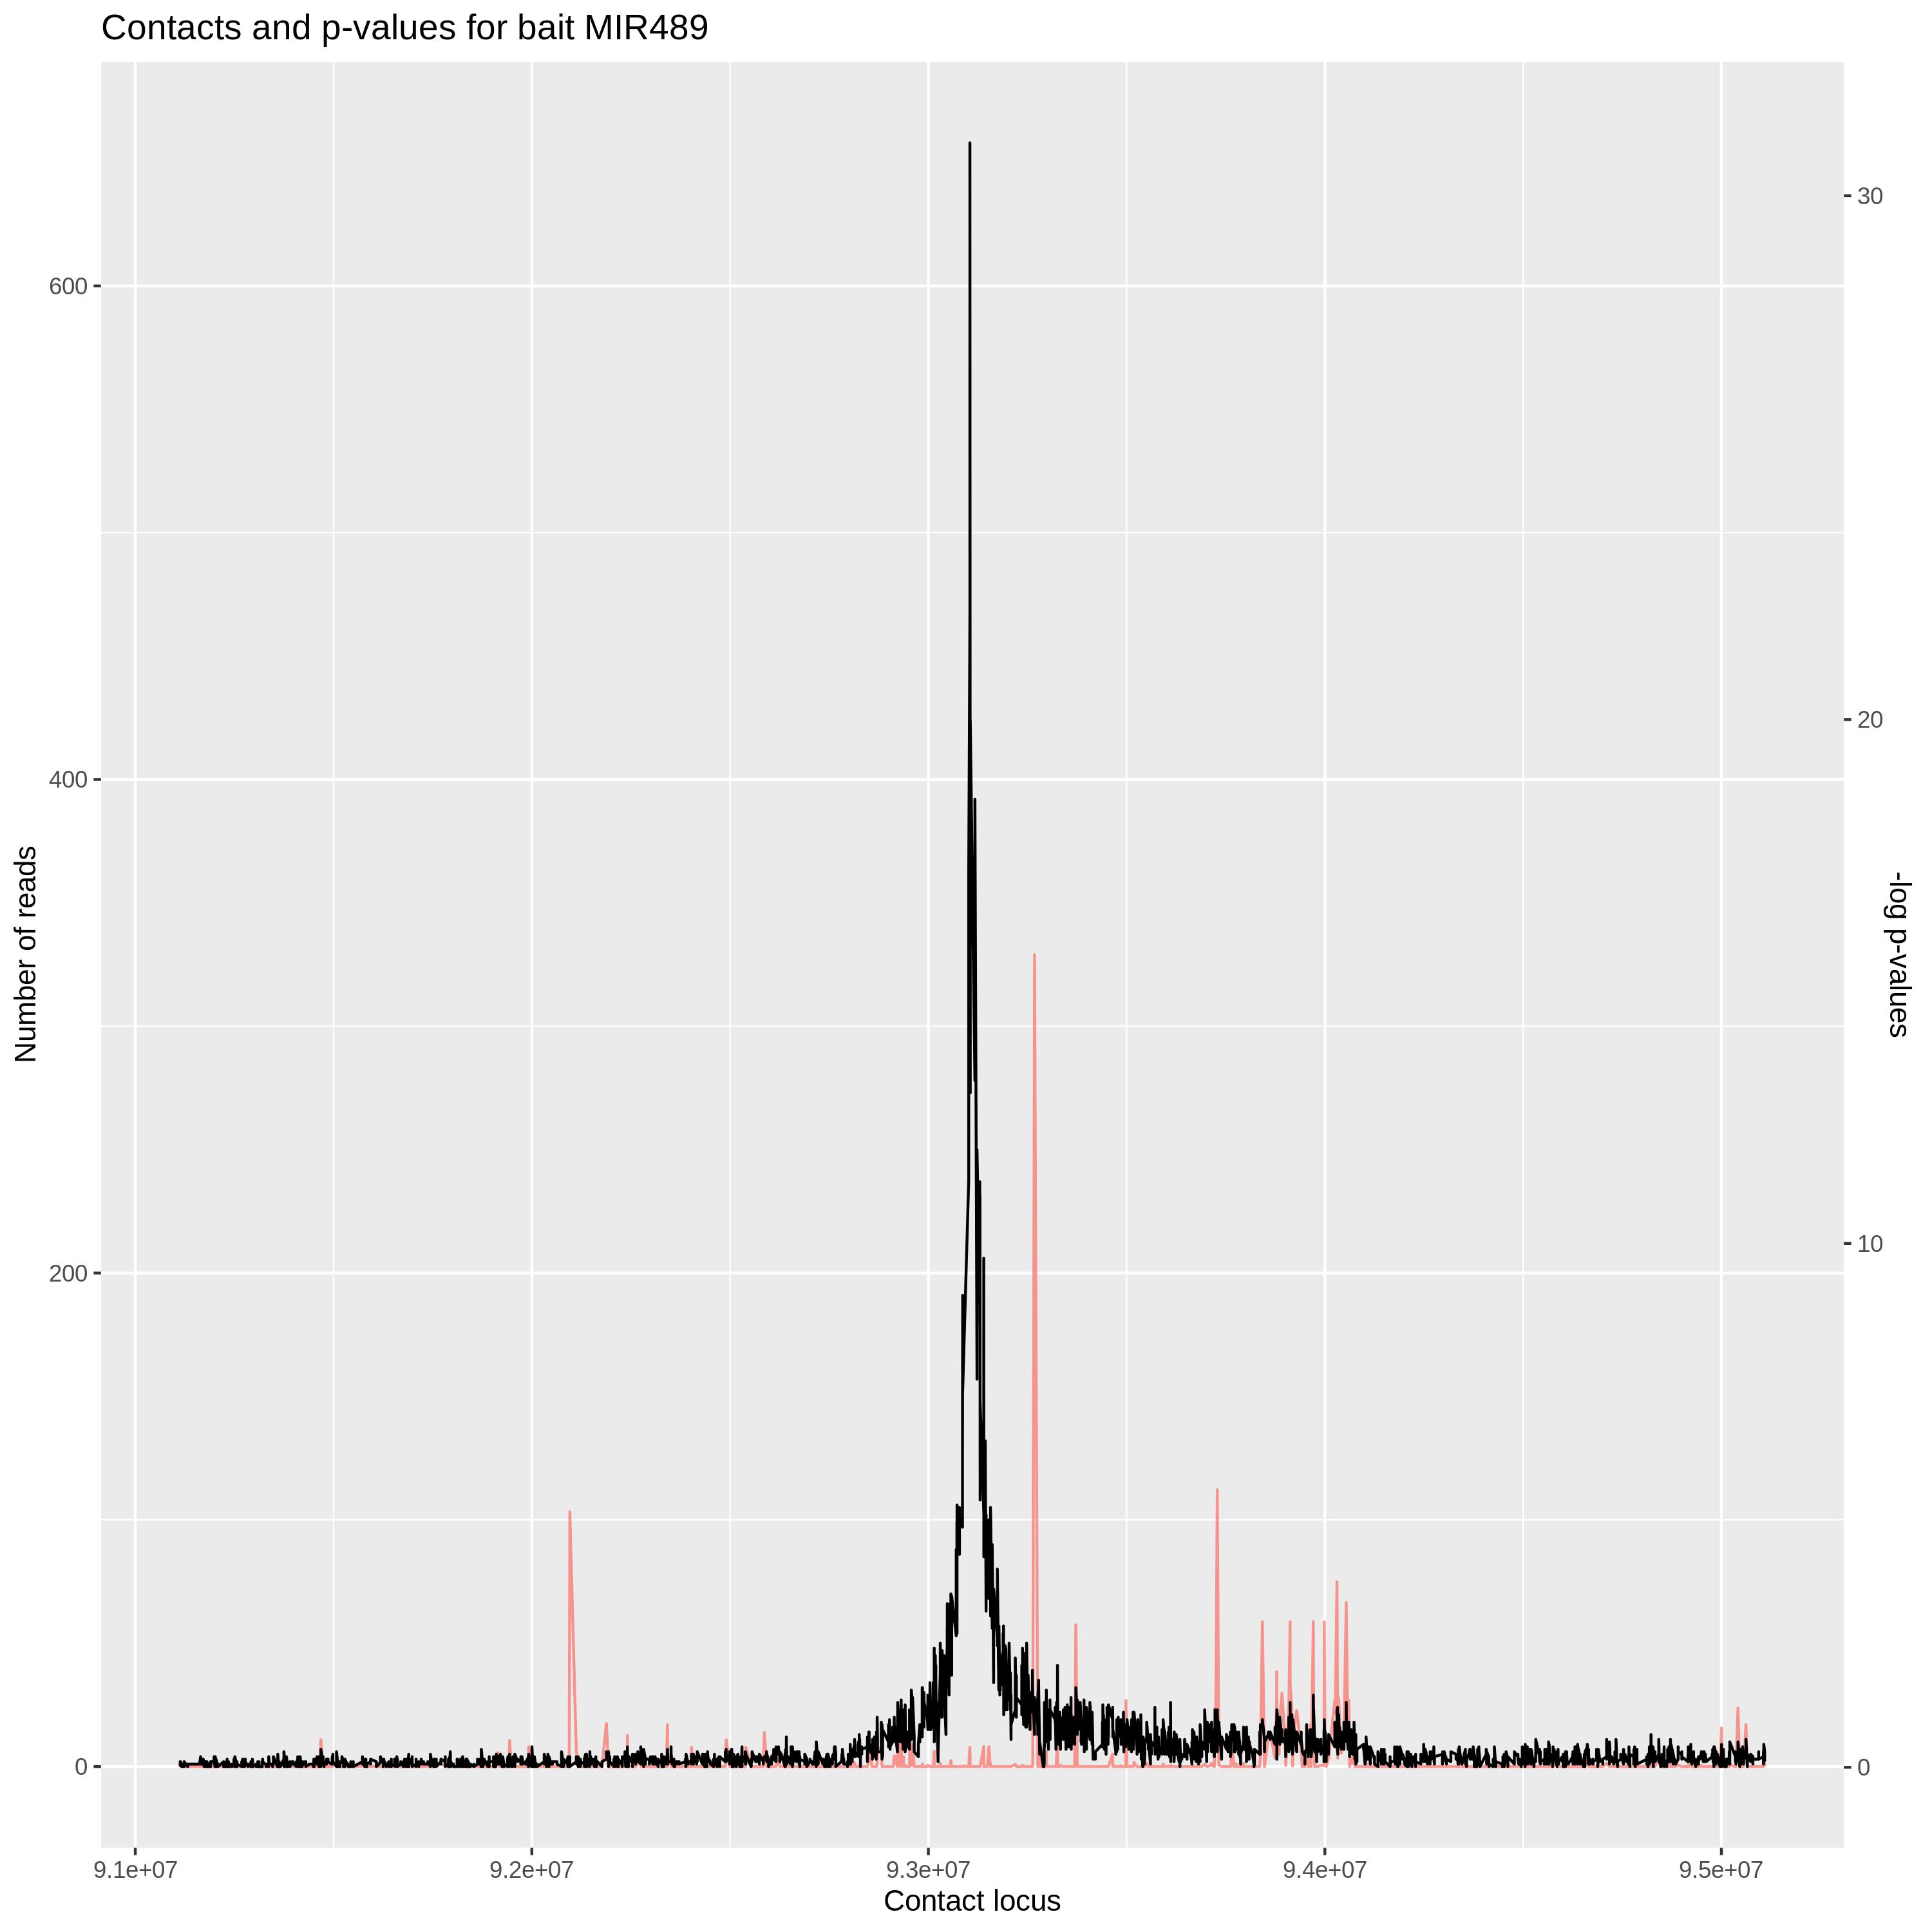 Contacts and p-values for bait MIR489
600
400
200
0
Number of reads
30
20
10
0
-log p-values
9.1e+07
9.2e+07
9.3e+07
9.4e+07
9.5e+07
Contact locus